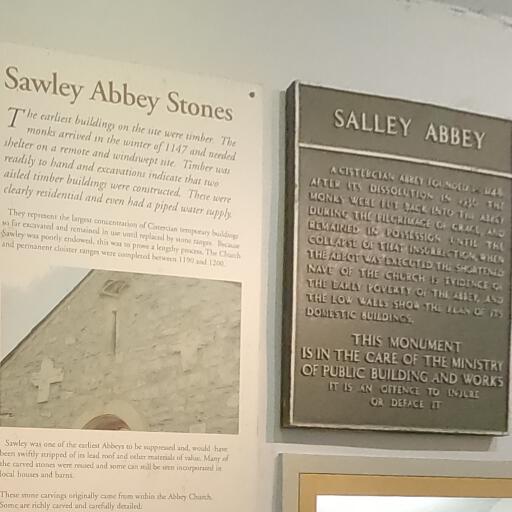 Sawley Abbey Stones
The earliest buildings on the site were timber. The
monks arrived in the winter of 1147 and needed
shelter on a remote and windswept site. Timber was
readily to hand and excavations indicate that two
aisled timber buildings were constructed. These were
clearly residential and even had a piped water supply.
They represent the largest concentration of Cistercian temporary buildings
so far excavated and remained in use until replaced by stone ranges. Because
Sawley was poorly endowed, this was to prove a lengthy process. The Church
and permanent cloister ranges were completed between 1190 and 1200.
Sawley was one of the earliest Abbeys to be suppressed and, would have
been swiftly stripped of its lead roof and other materials of value. Many of
the carved stones were reused and some can still be seen incorporated in
local houses and barns.
These stone carvings originally came from within the Abbey Church.
Some are richly carved and carefully detailed:
SALLEY ABBEY
A CISTERCIAN ABBEY FOUNDED IN
AFTER ITS DISSOLUTION IN 1536 THE
MONKS WERE PUT BACK INTO THE ABBEY
DURING THE PILGRIMAGE OF GRACE, AND
REMAINED IN POSSESSION UNTIL THE
COLLAPSE OF THAT INSURRECTION, WHEN
THE ABBOT WAS EXECUTED. THE SHORTENED
NAVE OF THE CHURCH IS EVIDENCE OF
THE EARLY POVERTY OF THE ABBEY, AND
THE LOW WALLS SHOW THE PLAN OF ITS
DOMESTIC BUILDINGS.
THIS MONUMENT
IS IN THE CARE OF THE MINISTRY
OF PUBLIC BUILDING AND WORKS
IT IS AN OFFENCE TO INJURE
OR DEFACE IT